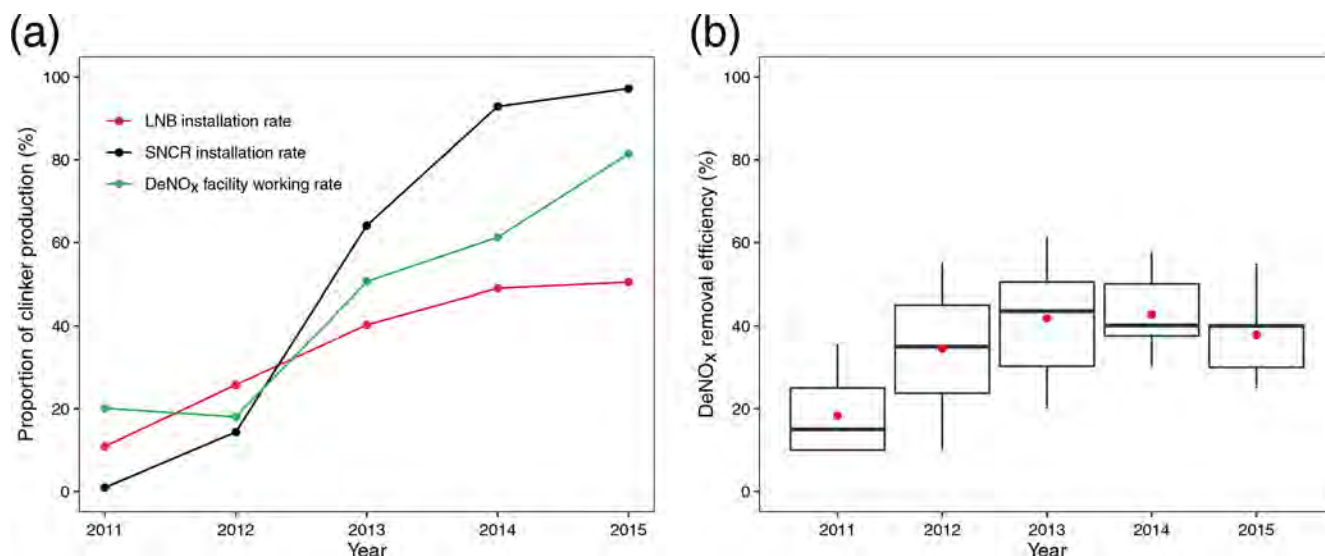 (a)
Proportion of clinker production (%)
100
80
60
40
20
0
LNB installation rate
SNCR installation rate
DeNOx facility working rate
2011 2012 2013 2014 2015
Year
(b)
DeNOx removal efficiency (%)
100
80
60
40
20
0
2011 2012 2013 2014 2015
Year